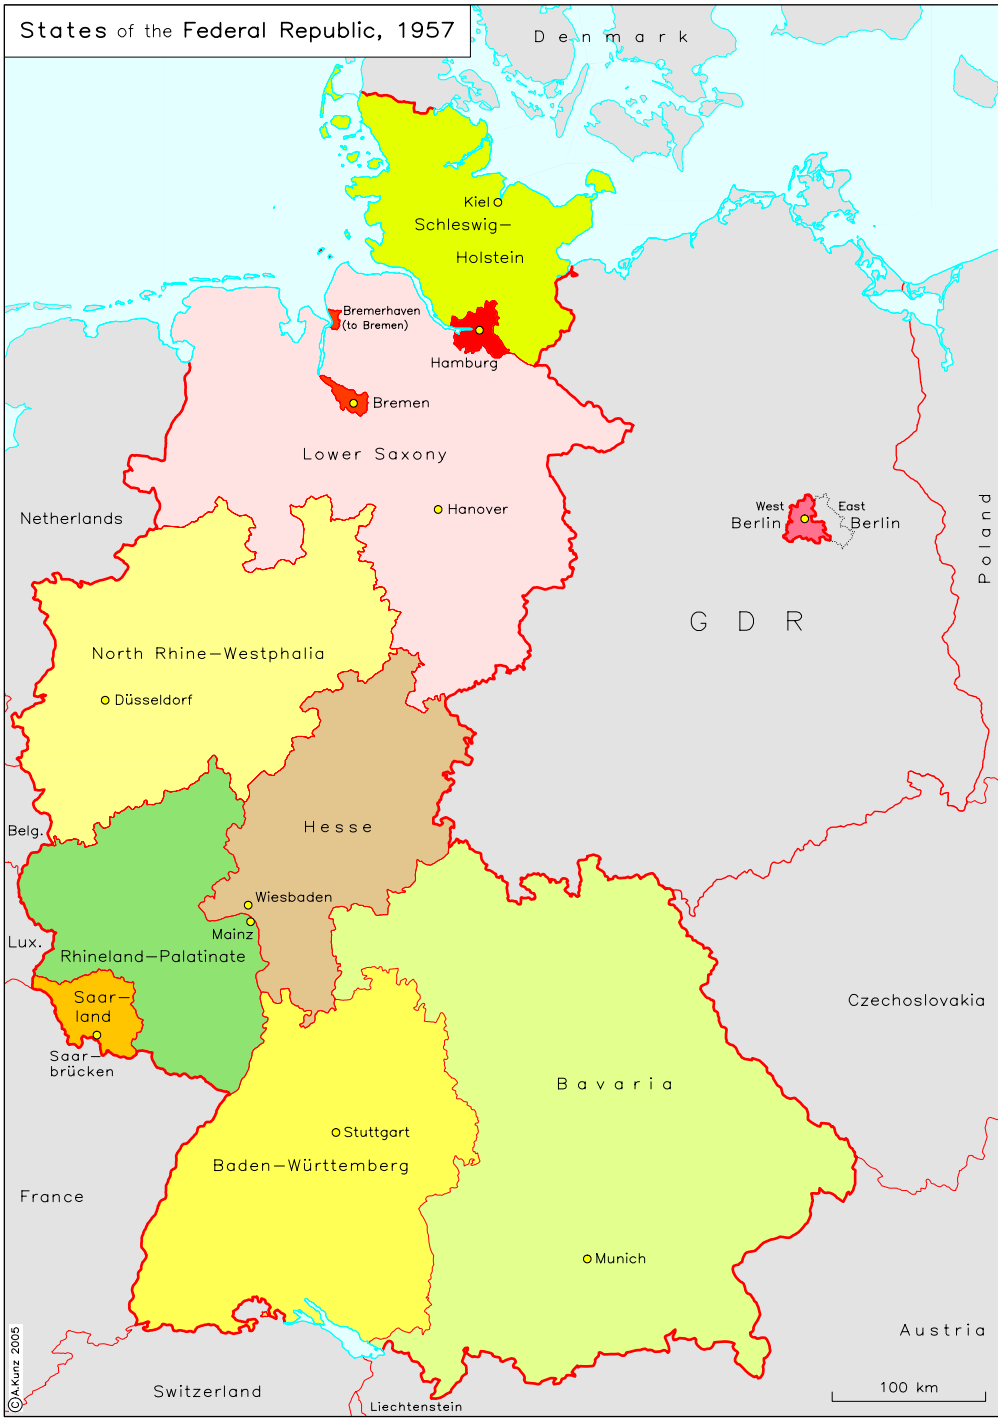 States of the Federal Republic, 1957
Denmark
Kiel
Schleswig–
Holstein
Bremerhaven
(to Bremen)
Hamburg
Bremen
Lower Saxony
Hanover
Netherlands
West
Berlin
East
Berlin
Poland
GDR
North Rhine–Westphalia
Düsseldorf
Hesse
Belg.
Wiesbaden
Mainz
Lux.
Rhineland–Palatinate
Saar–
land
Saar–
brücken
Czechoslovakia
Bavaria
Stuttgart
Baden–Württemberg
France
Munich
Austria
Switzerland
Liechtenstein
100 km
©A.Kunz 2005